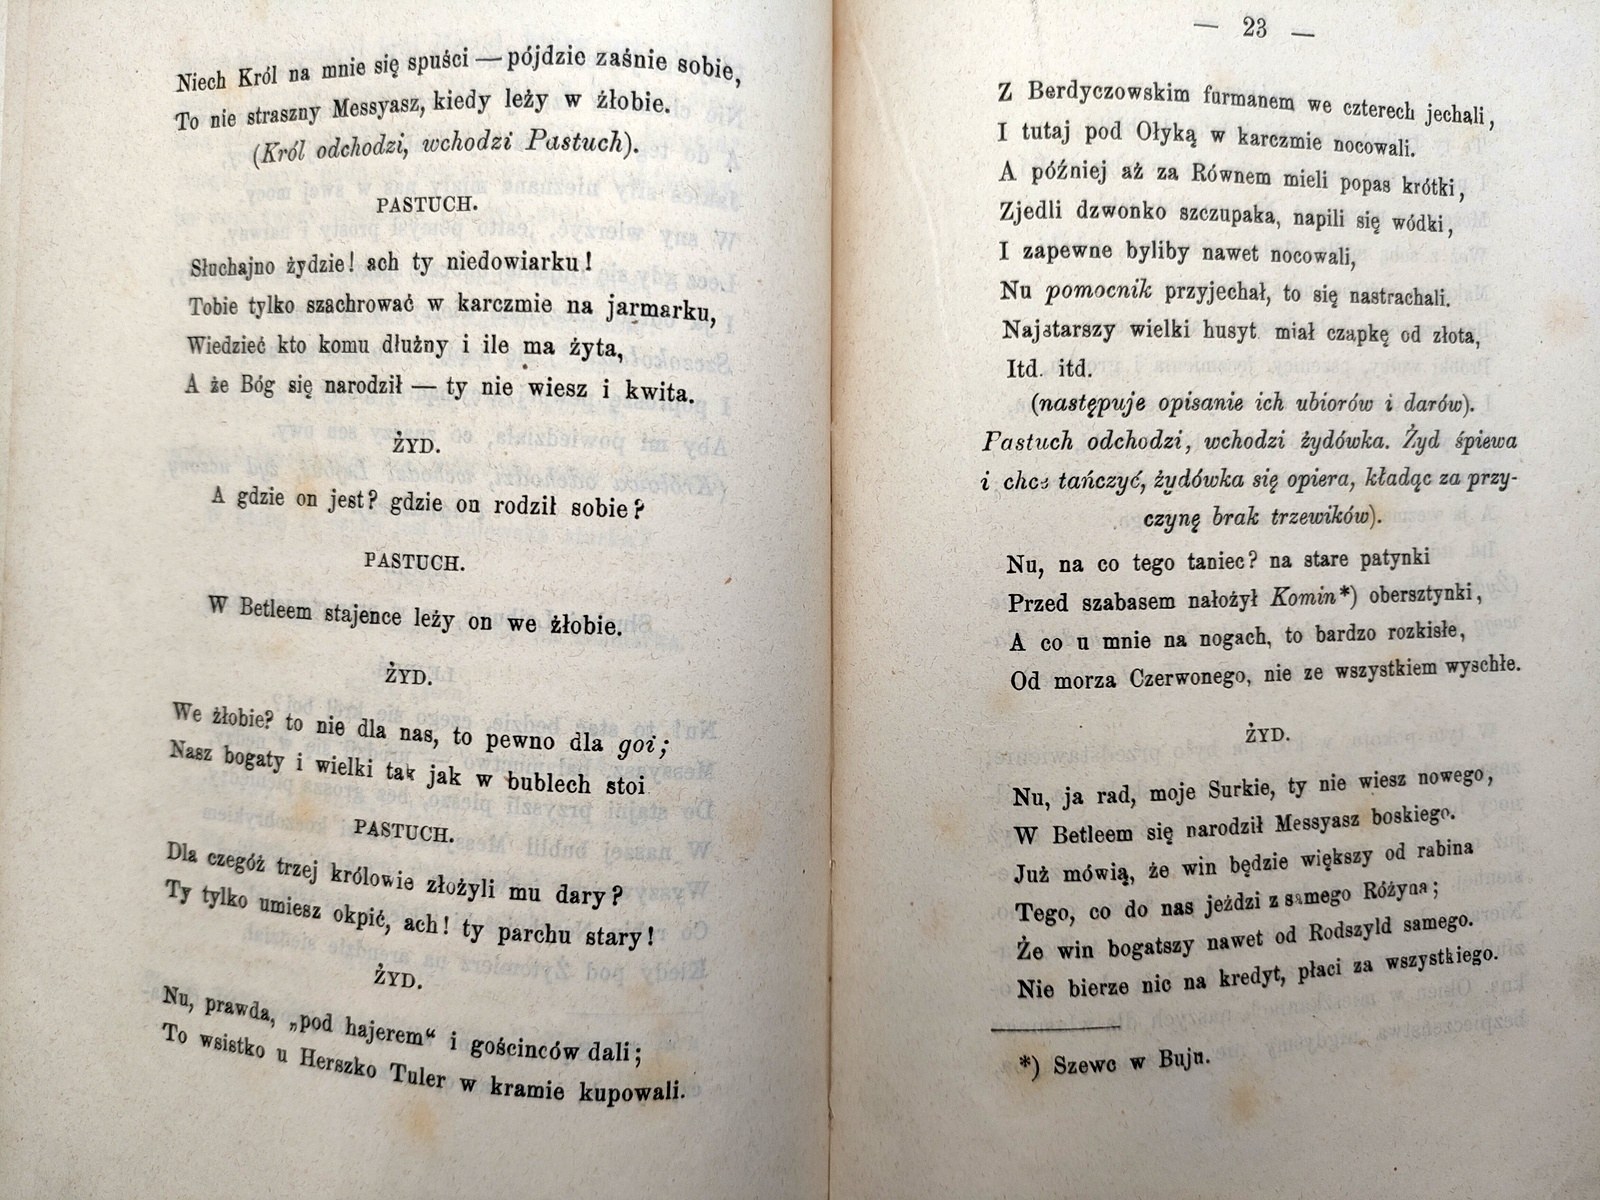 Niech Król na mnie się spuści — pójdzie zaśnie sobie,
To nie straszny Messyasz, kiedy leży w żłobie.
(Król odchodzi, wchodzi Pastuch).
PASTUCH.
Słuchajno żydzie! ach ty niedowiarku!
Tobie tylko szachrować w karczmie na jarmarku,
Wiedzieć kto komu dłużny i ile ma żyta,
A że Bóg się narodził — ty nie wiesz i kwita.
ŻYD.
A gdzie on jest? gdzie on rodził sobie?
PASTUCH.
W Betleem stajence leży on we żłobie.
ŻYD.
We żłobie? to nie dla nas, to pewno dla goi;
Nasz bogaty i wielki tak jak w bublech stoi
PASTUCH.
Dla czegóż trzej królowie złożyli mu dary?
Ty tylko umiesz okpić, ach! ty parchu stary!
ŻYD.
Nu, prawda, „pod hajerem“ i gościnców dali;
To wsistko u Herszko Tuler w kramie kupowali.
— 23 —
Z Berdyczowskim furmanem we czterech jechali,
I tutaj pod Ołyką w karczmie nocowali.
A później aż za Równem mieli popas krótki,
Zjedli dzwonko szczupaka, napili się wódki,
I zapewne byliby nawet nocowali,
Nu pomocnik przyjechał, to się nastrachali.
Najstarszy wielki husyt miał czapkę od złota,
Itd. itd.
(następuje opisanie ich ubiorów i darów).
Pastuch odchodzi, wchodzi żydówka. Żyd śpiewa
i chce tańczyć, żydówka się opiera, kładąc za przy-
czynę brak trzewików).
Nu, na co tego taniec? na stare patynki
Przed szabasem nałożył Komin*) obersztynki,
A co u mnie na nogach, to bardzo rozkisłe,
Od morza Czerwonego, nie ze wszystkiem wyschłe.
ŻYD.
Nu, ja rad, moje Surkie, ty nie wiesz nowego,
W Betleem się narodził Messyasz boskiego.
Już mówią, że win będzie większy od rabina
Tego, co do nas jeździ z samego Różyna;
Że win bogatszy nawet od Rodszyld samego.
Nie bierze nic na kredyt, płaci za wszystkiego.
*) Szewc w Buju.